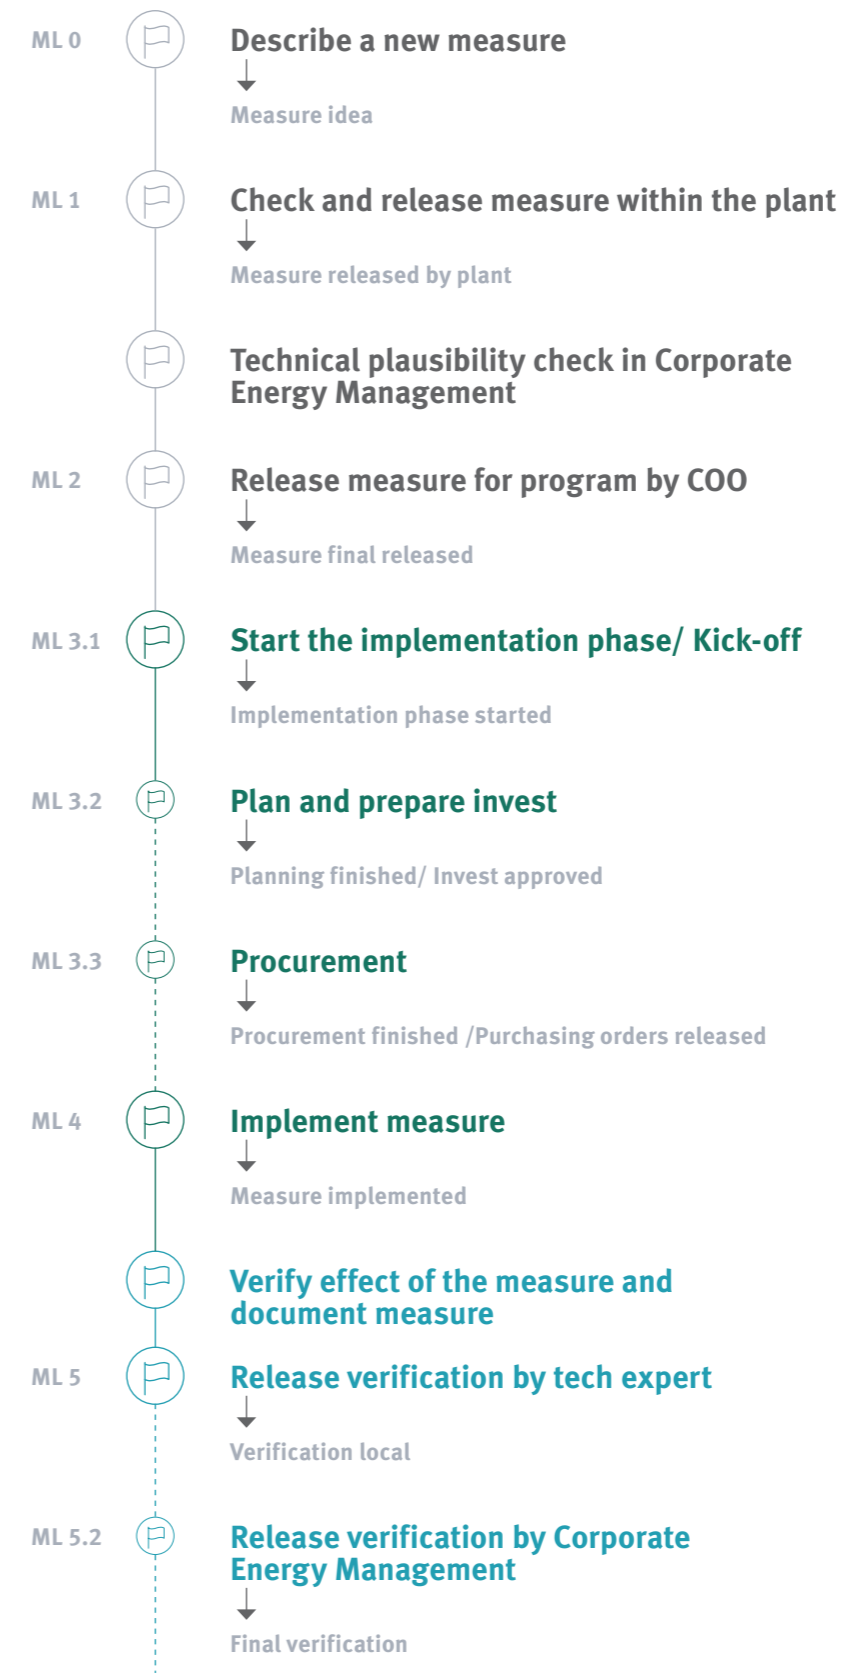 ML 0
Describe a new measure
Measure idea
ML 1
Check and release measure within the plant
Measure released by plant
Technical plausibility check in Corporate
Energy Management
ML 2
Release measure for program by COO
Measure final released
ML 3.1
Start the implementation phase/ Kick-off
Implementation phase started
ML 3.2
Plan and prepare invest
Planning finished/ Invest approved
ML 3.3
Procurement
Procurement finished /Purchasing orders released
ML 4
Implement measure
Measure implemented
Verify effect of the measure and
document measure
ML 5
Release verification by tech expert
Verification local
ML 5.2
Release verification by Corporate
Energy Management
Final verification